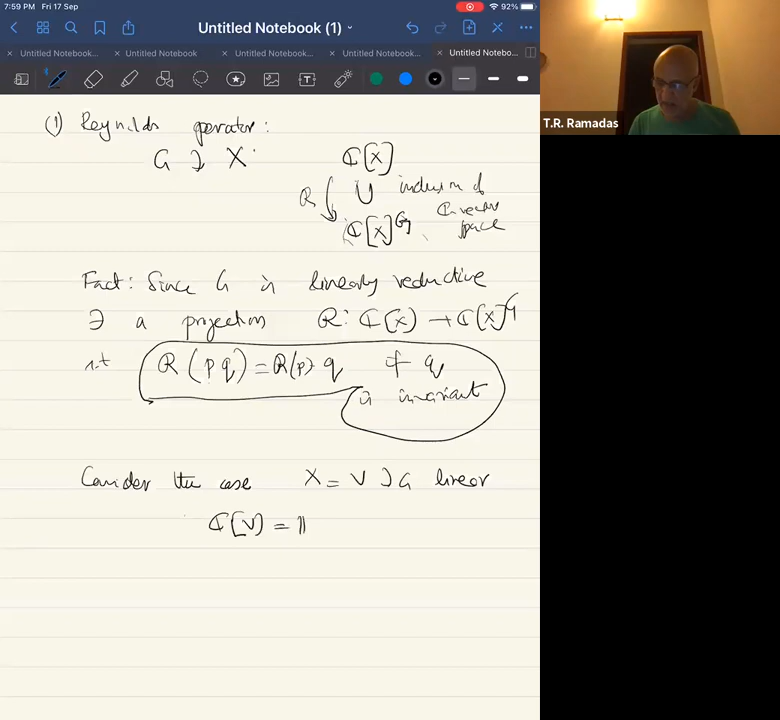 7:59 PM Fri 17 Sep
92%
Untitled Notebook (1)
Untitled Notebook...
Untitled Notebook
Untitled Notebook...
Untitled Notebook...
Untitled Notebo...
T.R. Ramadas
(1) Reynolds operator:
G ⊃ X
ℂ[X]
R ∪ inclusion of
ℂ-vector
space
ℂ[X]^G
Fact: Since G is linearly reductive
∃ a projection R: ℂ[X] → ℂ[X]^G
s.t R(pq) = R(p) q if q
is invariant
Consider the case X = V ⊃ G linear
ℂ[V] = 11